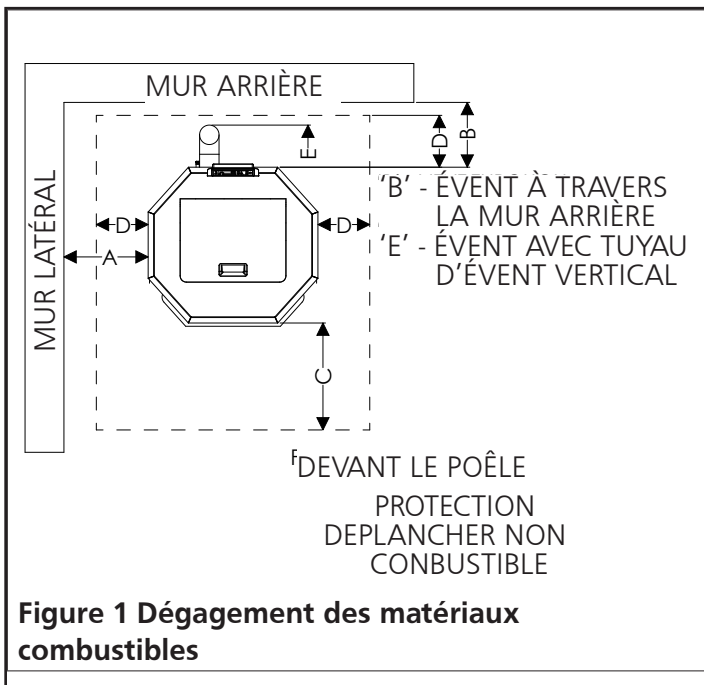 MUR ARRIÈRE
MUR LATÉRAL
E
D
B
D
A
D
C
'B' - ÉVENT À TRAVERS
LA MUR ARRIÈRE
'E' - ÉVENT AVEC TUYAU
D'ÉVENT VERTICAL
DEVANT LE POÊLE
PROTECTION
DEPLANCHER NON
CONBUSTIBLE
Figure 1 Dégagement des matériaux
combustibles